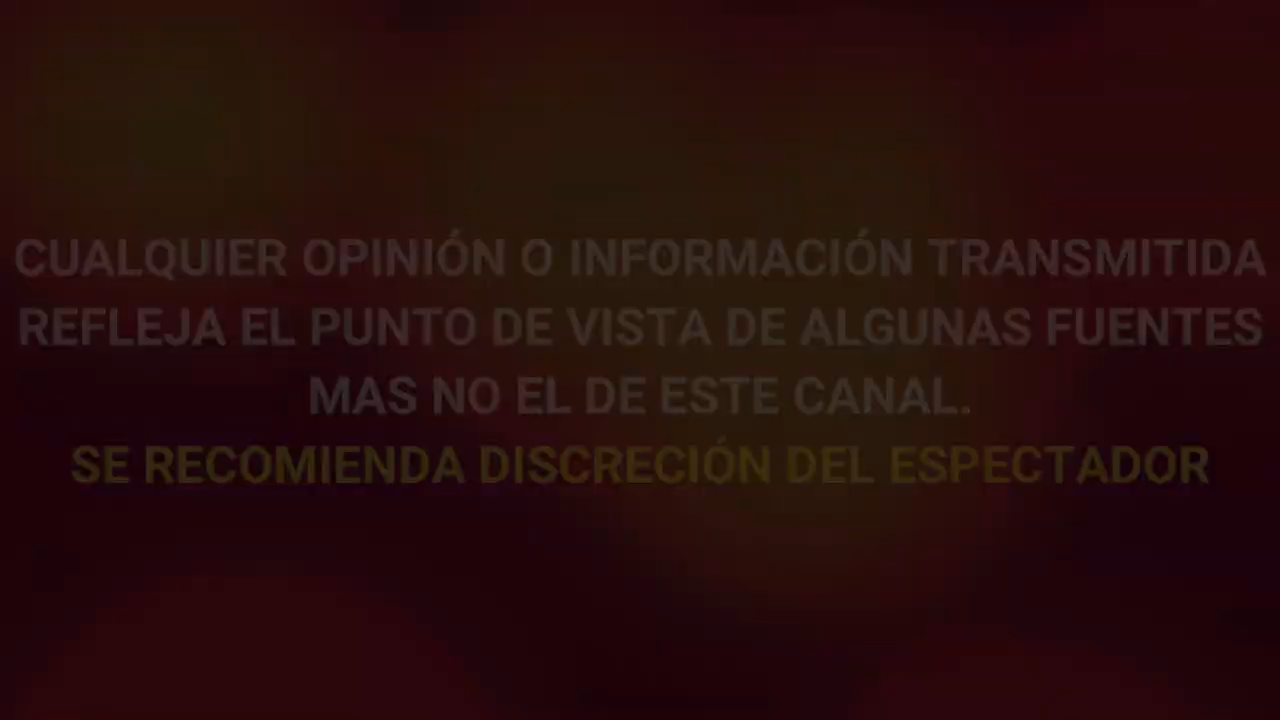 CUALQUIER OPINIÓN O INFORMACIÓN TRANSMITIDA
REFLEJA EL PUNTO DE VISTA DE ALGUNAS FUENTES
MAS NO EL DE ESTE CANAL.
SE RECOMIENDA DISCRECIÓN DEL ESPECTADOR